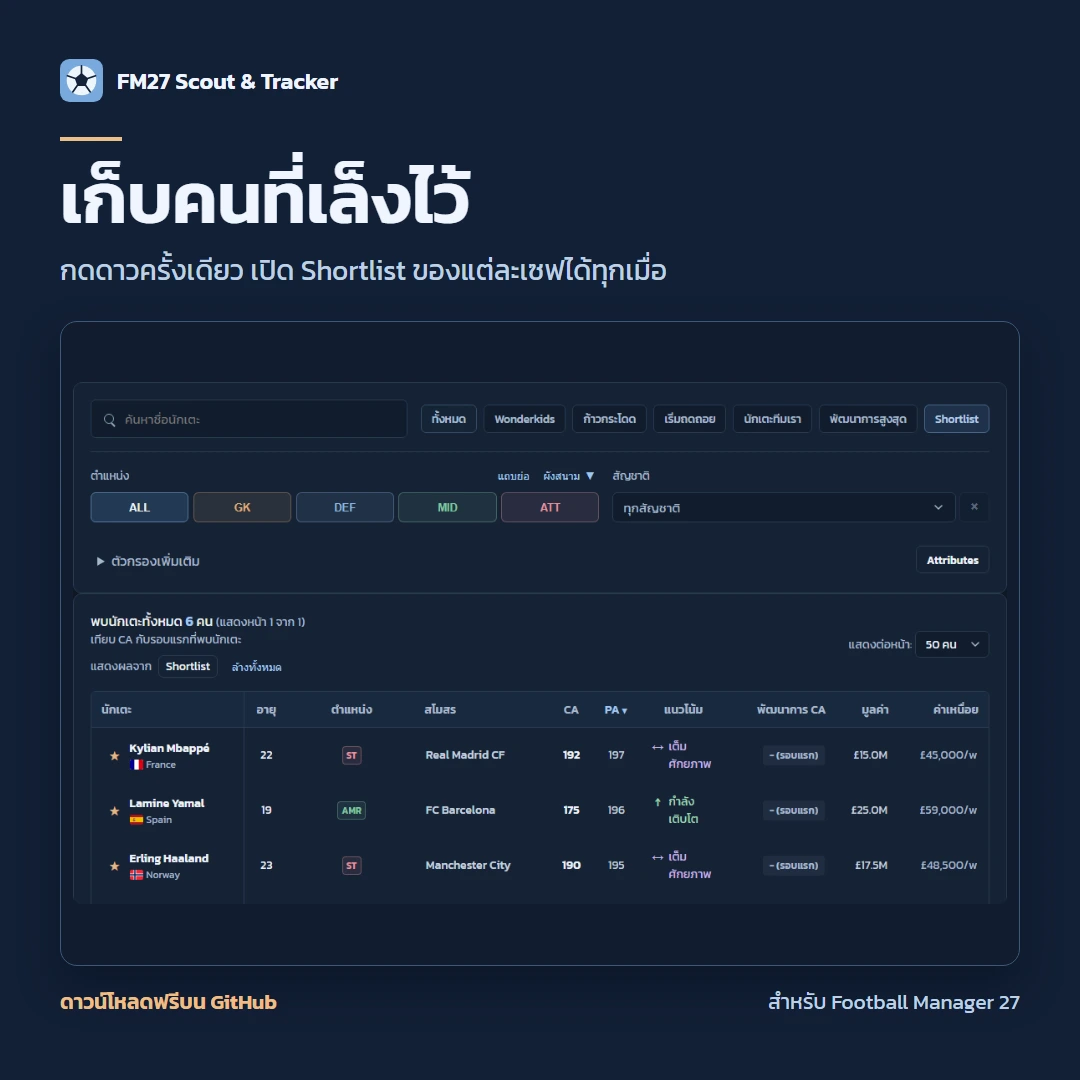 FM27 Scout & Tracker
เก็บคนที่เล็งไว้
กดดาวครั้งเดียว เปิด Shortlist ของแต่ละเซฟได้ทุกเมื่อ
ค้นหาชื่อนักเตะ ทั้งหมด Wonderkids ก้าวกระโดด เริ่มถดถอย นักเตะทีมเรา พัฒนาการสูงสุด Shortlist
ตำแหน่ง แถบย่อ ผังสนาม ▼ สัญชาติ
ALL GK DEF MID ATT ทุกสัญชาติ ×
▶ ตัวกรองเพิ่มเติม Attributes
พบนักเตะทั้งหมด 6 คน (แสดงหน้า 1 จาก 1)
เทียบ CA กับรอบแรกที่พบนักเตะ
แสดงต่อหน้า: 50 คน
แสดงผลจาก Shortlist ล้างทั้งหมด
นักเตะ อายุ ตำแหน่ง สโมสร CA PA ▼ แนวโน้ม พัฒนาการ CA มูลค่า ค่าเหนื่อย
★ Kylian Mbappé 22 ST Real Madrid CF 192 197 ↔ เต็ม – (รอบแรก) £15.0M £45,000/w
France ศักยภาพ
★ Lamine Yamal 19 AMR FC Barcelona 175 196 ↑ กำลัง – (รอบแรก) £25.0M £59,000/w
Spain เติบโต
★ Erling Haaland 23 ST Manchester City 190 195 ↔ เต็ม – (รอบแรก) £17.5M £48,500/w
Norway ศักยภาพ
ดาวน์โหลดฟรีบน GitHub
สำหรับ Football Manager 27